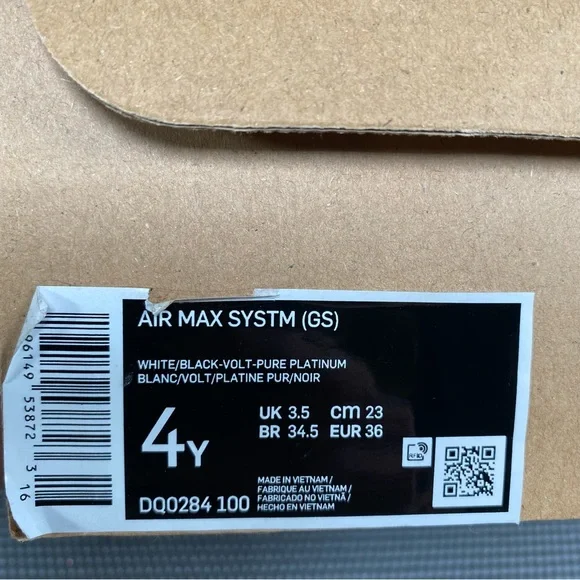 AIR MAX SYSTM (GS)
WHITE/BLACK-VOLT-PURE PLATINUM
BLANC/VOLT/PLATINE PUR/NOIR
4Y
UK 3.5 cm 23
BR 34.5 EUR 36
MADE IN VIETNAM/
FABRIQUE AU VIETNAM/
FABRICADO NO VIETNÃ/
HECHO EN VIETNAM
DQ0284 100
96149 53872 3 16